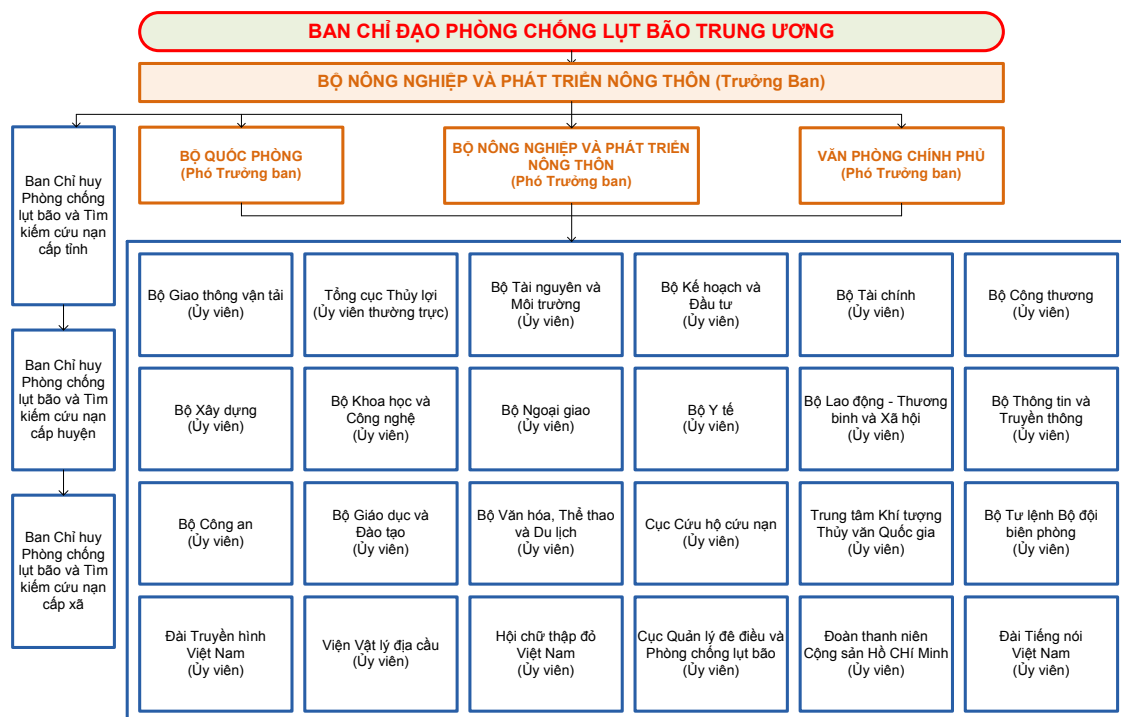 BAN CHỈ ĐẠO PHÒNG CHỐNG LỤT BÃO TRUNG ƯƠNG
BỘ NÔNG NGHIỆP VÀ PHÁT TRIỂN NÔNG THÔN (Trưởng Ban)
BỘ QUỐC PHÒNG
(Phó Trưởng ban)
BỘ NÔNG NGHIỆP VÀ PHÁT TRIỂN
NÔNG THÔN
(Phó Trưởng ban)
VĂN PHÒNG CHÍNH PHỦ
(Phó Trưởng ban)
Ban Chỉ huy
Phòng chống
lụt bão và Tìm
kiếm cứu nạn
cấp tỉnh
Ban Chỉ huy
Phòng chống
lụt bão và Tìm
kiếm cứu nạn
cấp huyện
Ban Chỉ huy
Phòng chống
lụt bão và Tìm
kiếm cứu nạn
cấp xã
Bộ Giao thông vận tải
(Ủy viên)
Tổng cục Thủy lợi
(Ủy viên thường trực)
Bộ Tài nguyên và
Môi trường
(Ủy viên)
Bộ Kế hoạch và
Đầu tư
(Ủy viên)
Bộ Tài chính
(Ủy viên)
Bộ Công thương
(Ủy viên)
Bộ Xây dựng
(Ủy viên)
Bộ Khoa học và
Công nghệ
(Ủy viên)
Bộ Ngoại giao
(Ủy viên)
Bộ Y tế
(Ủy viên)
Bộ Lao động - Thương
binh và Xã hội
(Ủy viên)
Bộ Thông tin và
Truyền thông
(Ủy viên)
Bộ Công an
(Ủy viên)
Bộ Giáo dục và
Đào tạo
(Ủy viên)
Bộ Văn hóa, Thể thao
và Du lịch
(Ủy viên)
Cục Cứu hộ cứu nạn
(Ủy viên)
Trung tâm Khí tượng
Thủy văn Quốc gia
(Ủy viên)
Bộ Tư lệnh Bộ đội
biên phòng
(Ủy viên)
Đài Truyền hình
Việt Nam
(Ủy viên)
Viện Vật lý địa cầu
(Ủy viên)
Hội chữ thập đỏ
Việt Nam
(Ủy viên)
Cục Quản lý đê điều và
Phòng chống lụt bão
(Ủy viên)
Đoàn thanh niên
Cộng sản Hồ CHí Minh
(Ủy viên)
Đài Tiếng nói
Việt Nam
(Ủy viên)